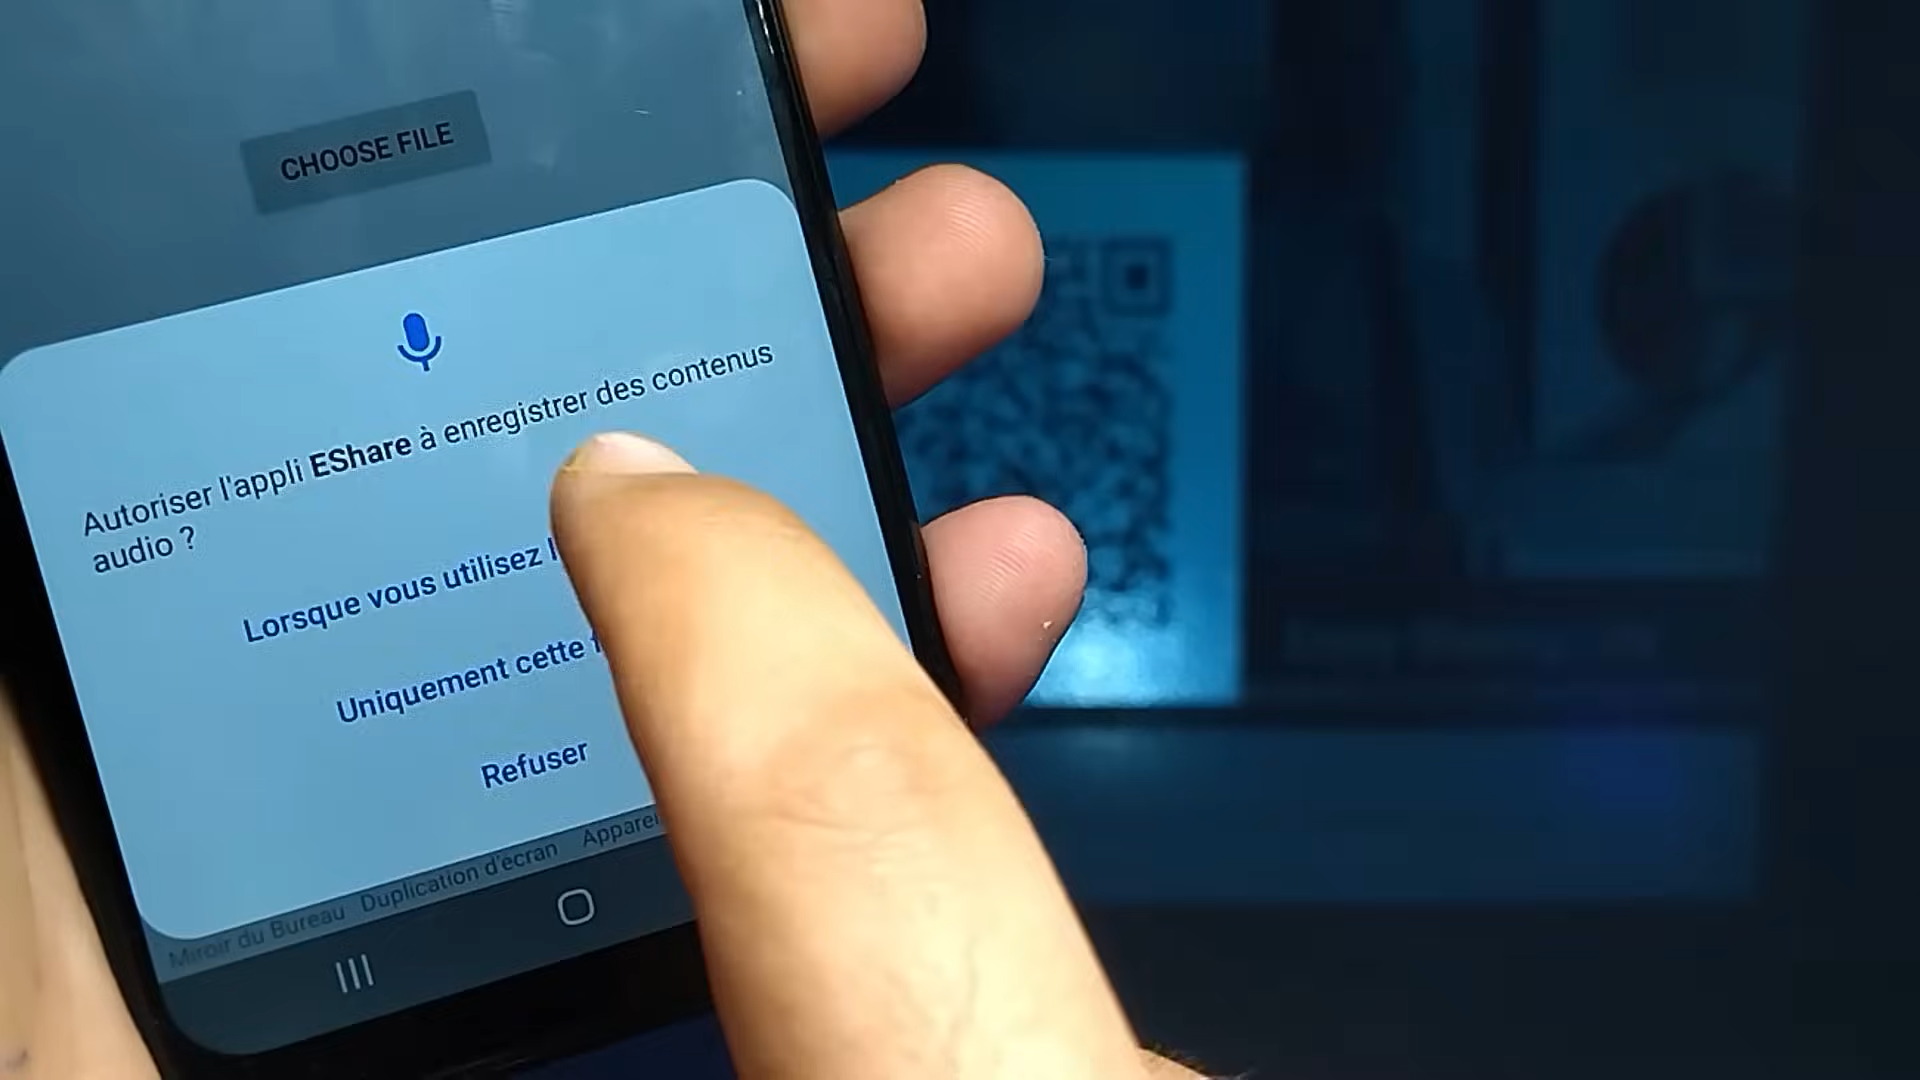 CHOOSE FILE
Autoriser l'appli EShare à enregistrer des contenus
audio ?
Lorsque vous utilisez
Uniquement cette
Refuser
Miroir du Bureau Duplication d'écran